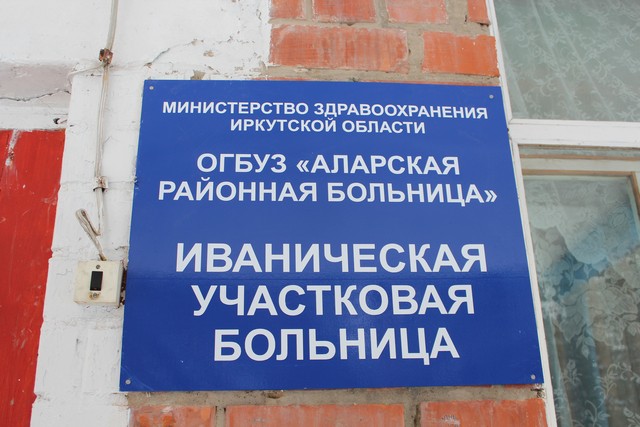 МИНИСТЕРСТВО ЗДРАВООХРАНЕНИЯ
ИРКУТСКОЙ ОБЛАСТИ
ОГБУЗ «АЛАРСКАЯ
РАЙОННАЯ БОЛЬНИЦА»
ИВАНИЧЕСКАЯ
УЧАСТКОВАЯ
БОЛЬНИЦА